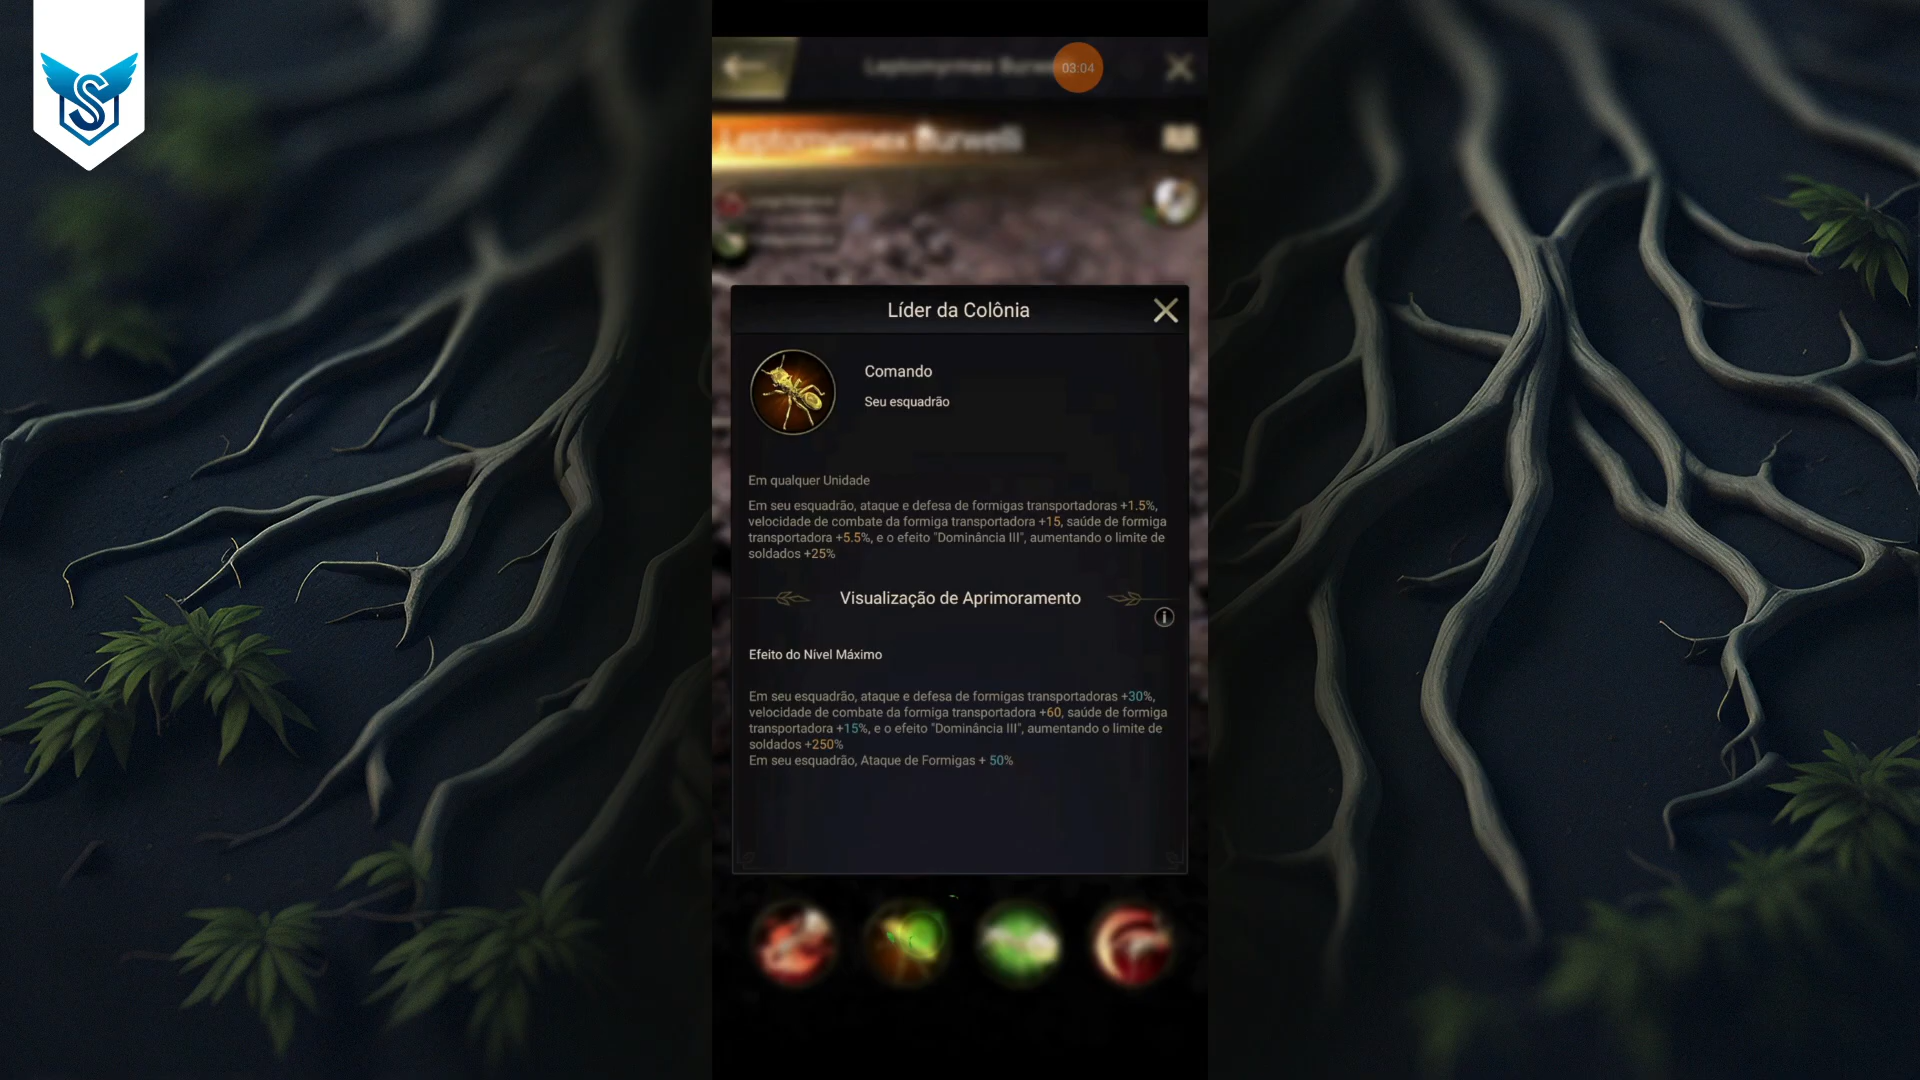 S
Leptomyrmex Burwelli
03:04
Leptomyrmex Burwelli
Líder da Colônia
Comando
Seu esquadrão
Em qualquer Unidade
Em seu esquadrão, ataque e defesa de formigas transportadoras +1.5%,
velocidade de combate da formiga transportadora +15, saúde de formiga
transportadora +5.5%, e o efeito "Dominância III", aumentando o limite de
soldados +25%
Visualização de Aprimoramento
Efeito do Nível Máximo
Em seu esquadrão, ataque e defesa de formigas transportadoras +30%,
velocidade de combate da formiga transportadora +60, saúde de formiga
transportadora +15%, e o efeito "Dominância III", aumentando o limite de
soldados +250%
Em seu esquadrão, Ataque de Formigas + 50%